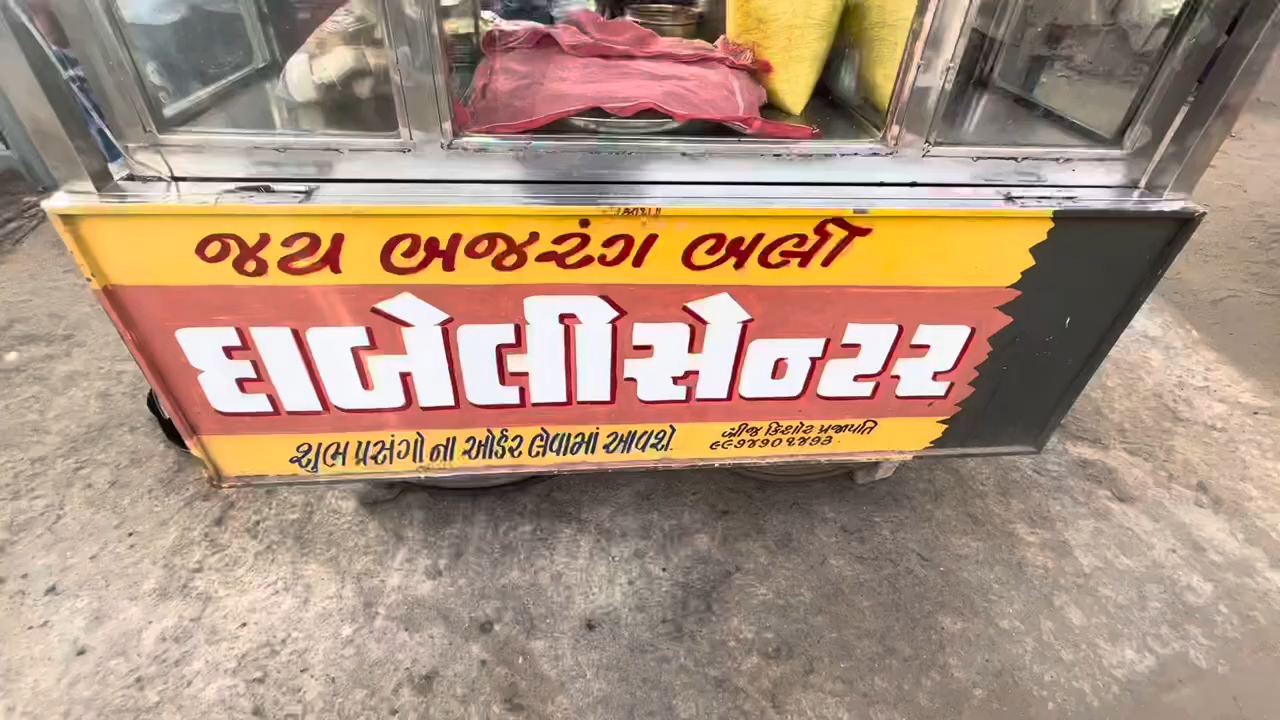 જય બજરંગ બલી
દાબેલી સેન્ટર
શુભ પ્રસંગો ના ઓર્ડર લેવામાં આવશે.
કિશોર પ્રજાપતિ